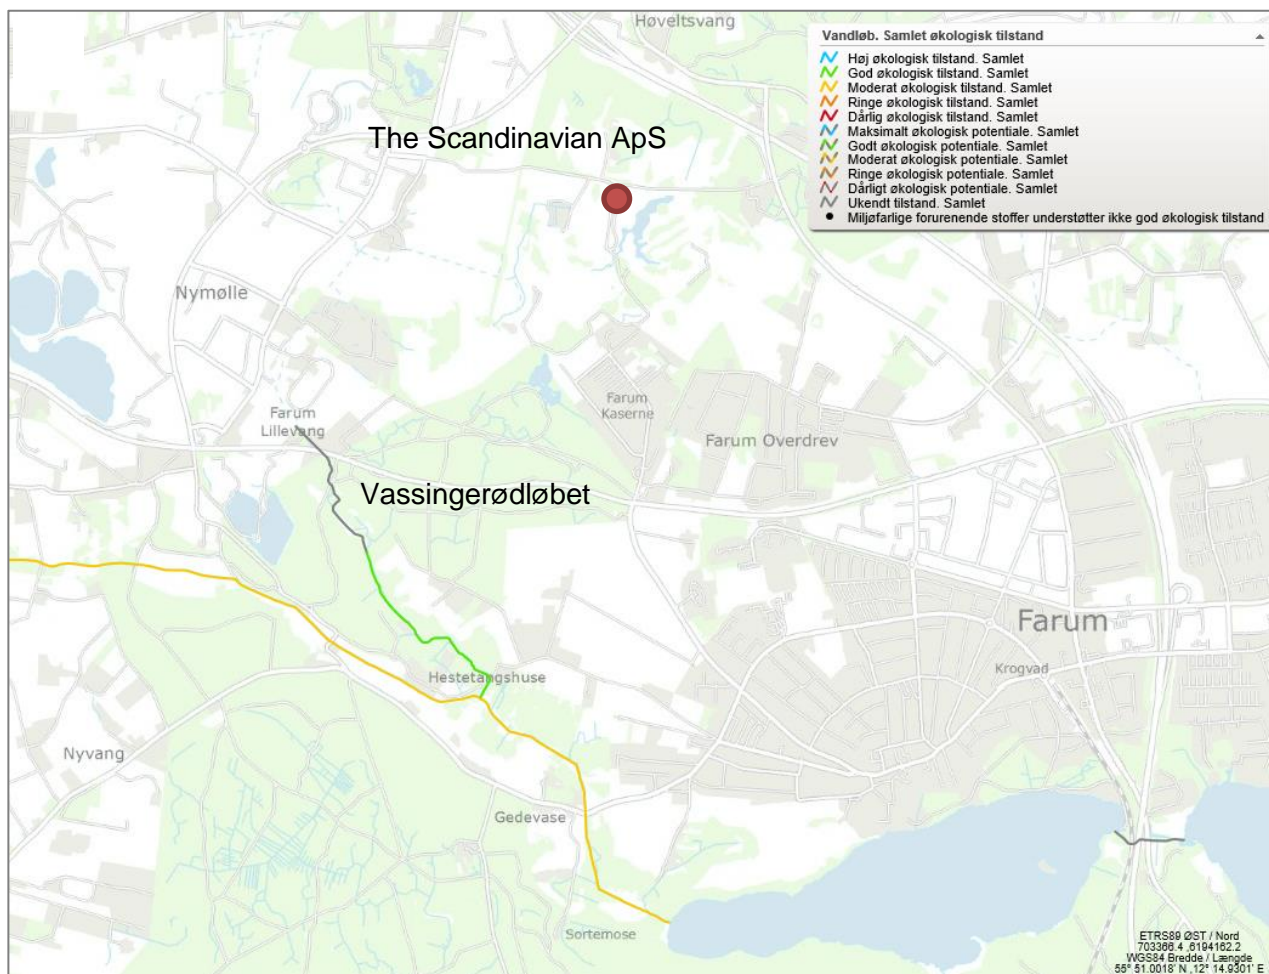 Høveltsvang
Vandløb. Samlet økologisk tilstand
Høj økologisk tilstand. Samlet
God økologisk tilstand. Samlet
Moderat økologisk tilstand. Samlet
Ringe økologisk tilstand. Samlet
Dårlig økologisk tilstand. Samlet
Maksimalt økologisk potentiale. Samlet
Godt økologisk potentiale. Samlet
Moderat økologisk potentiale. Samlet
Ringe økologisk potentiale. Samlet
Dårligt økologisk potentiale. Samlet
Ukendt tilstand. Samlet
Miljøfarlige forurenende stoffer understøtter ikke god økologisk tilstand
The Scandinavian ApS
Nymølle
Farum
Lillevang
Farum
Kaserne
Farum Overdrev
Vassingerødløbet
Farum
Krogvad
Hestetangshuse
Nyvang
Gedevase
Sortemose
ETRS89 ØST / Nord
703366.4 ,6194162.2
WGS84 Bredde / Længde
55° 51.0018' N ,12° 14.9301' E